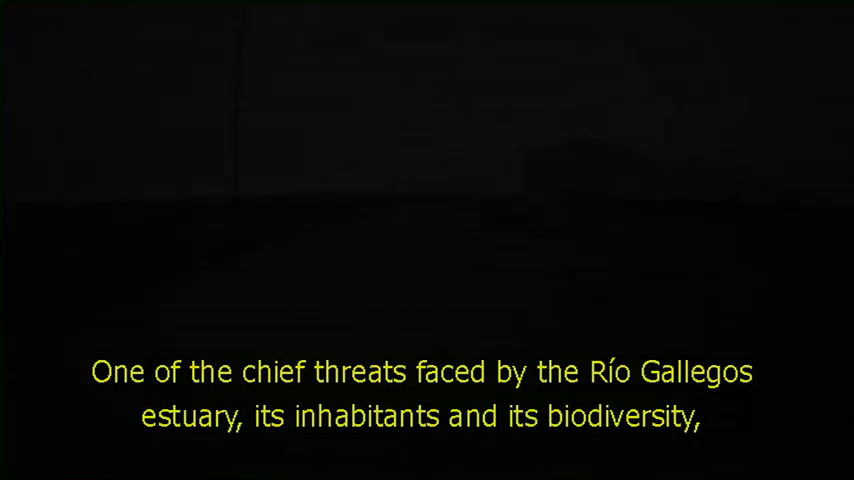 One of the chief threats faced by the Río Gallegos
estuary, its inhabitants and its biodiversity,